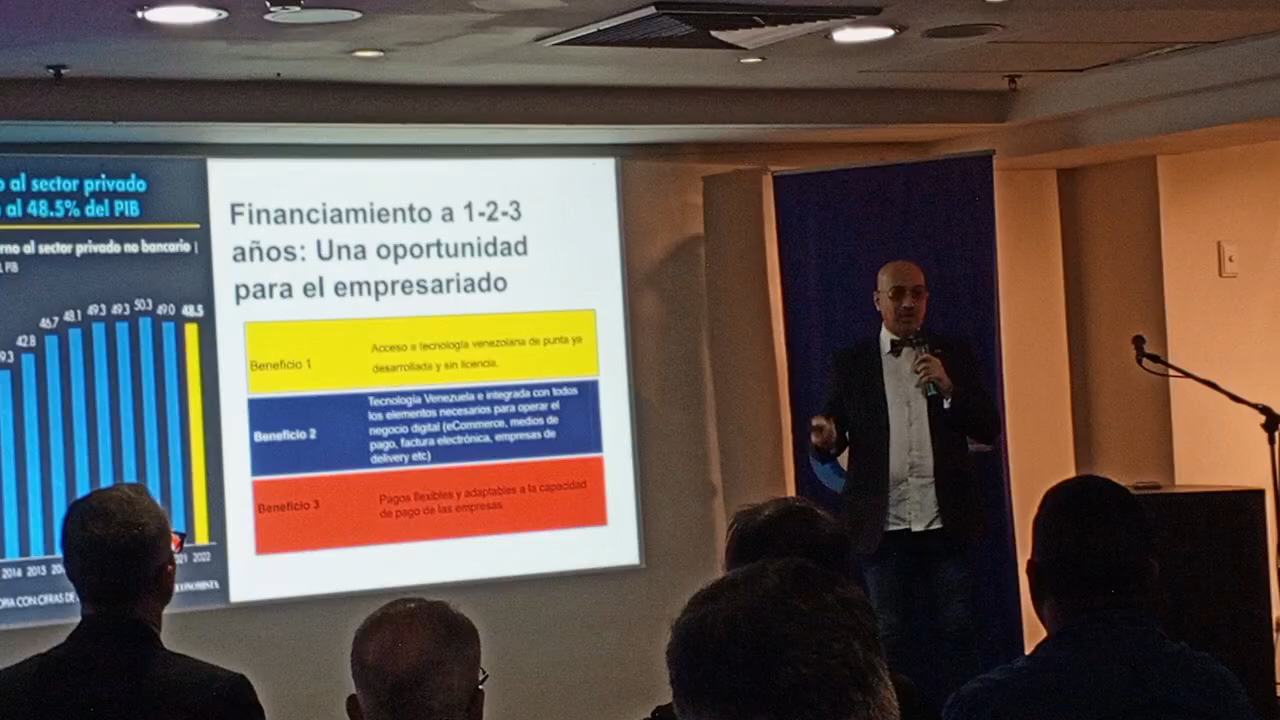 o al sector privado
al 48.5% del PIB
rno al sector privado no bancario |
PIB
9.3 42.8 46.7 48.1 49.3 49.3 50.3 49.0 48.5
2014 2015 20 021 2022
CON CIFRAS DE
ECONOMISTA
Financiamiento a 1-2-3
años: Una oportunidad
para el empresariado
Beneficio 1
Acceso a tecnología venezolana de punta ya
desarrollada y sin licencia.
Beneficio 2
Tecnología Venezuela e integrada con todos
los elementos necesarios para operar el
negocio digital (eCommerce, medios de
pago, factura electrónica, empresas de
delivery etc)
Beneficio 3
Pagos flexibles y adaptables a la capacidad
de pago de las empresas